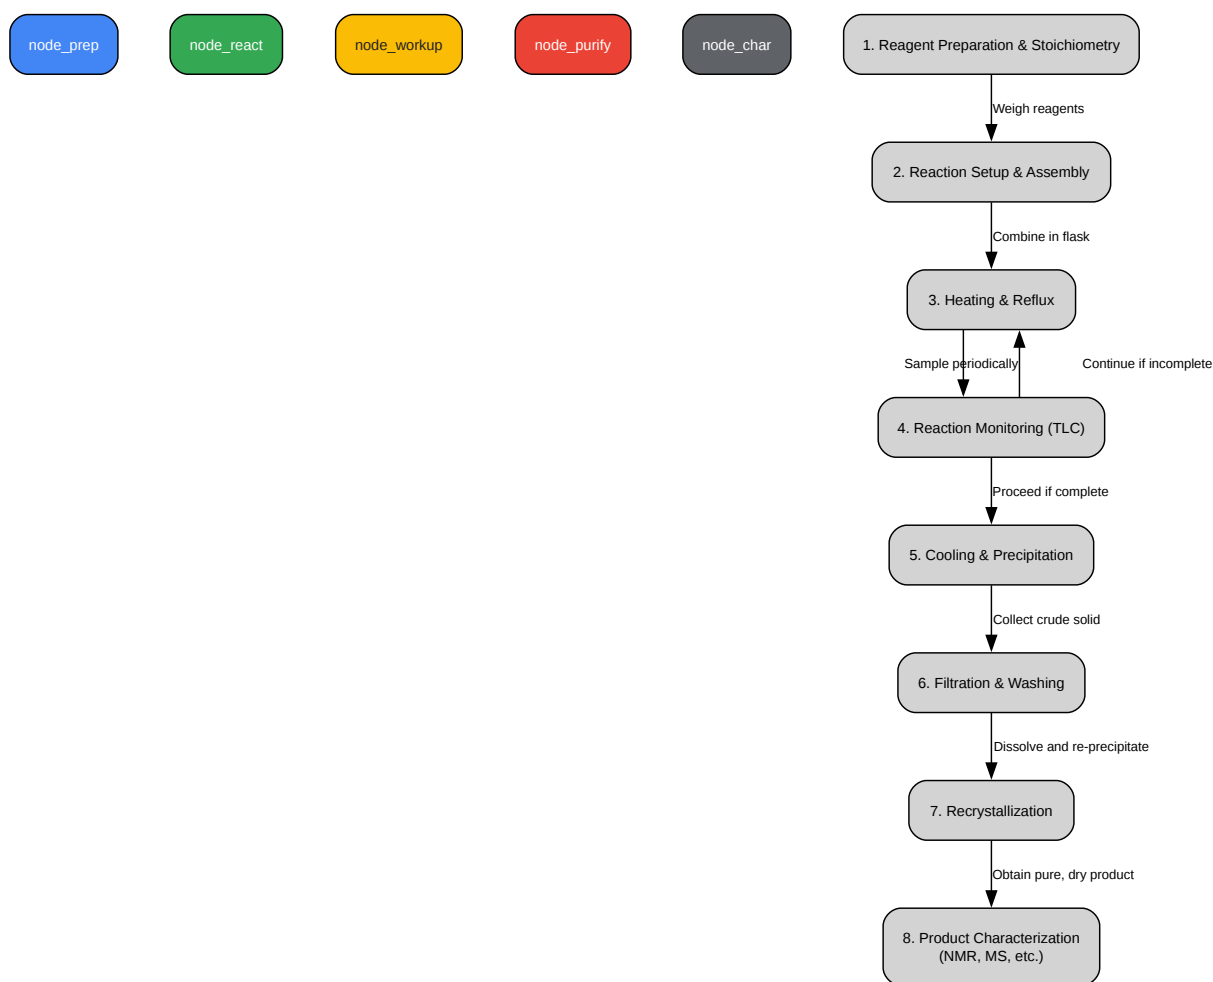 node_prep
node_react
node_workup
node_purify
node_char
1. Reagent Preparation & Stoichiometry
Weigh reagents
2. Reaction Setup & Assembly
Combine in flask
3. Heating & Reflux
Sample periodically
Continue if incomplete
4. Reaction Monitoring (TLC)
Proceed if complete
5. Cooling & Precipitation
Collect crude solid
6. Filtration & Washing
Dissolve and re-precipitate
7. Recrystallization
Obtain pure, dry product
8. Product Characterization
(NMR, MS, etc.)